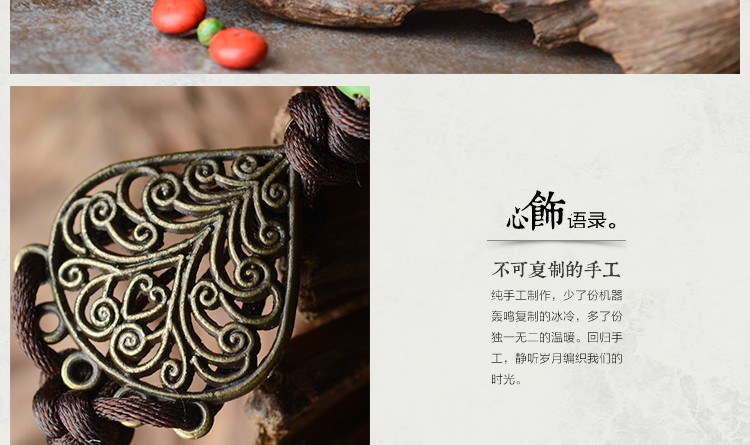 心飾语录。
不可复制的手工
纯手工制作，少了份机器
轰鸣复制的冰冷，多了份
独一无二的温暖。回归手
工，静听岁月编织我们的
时光。